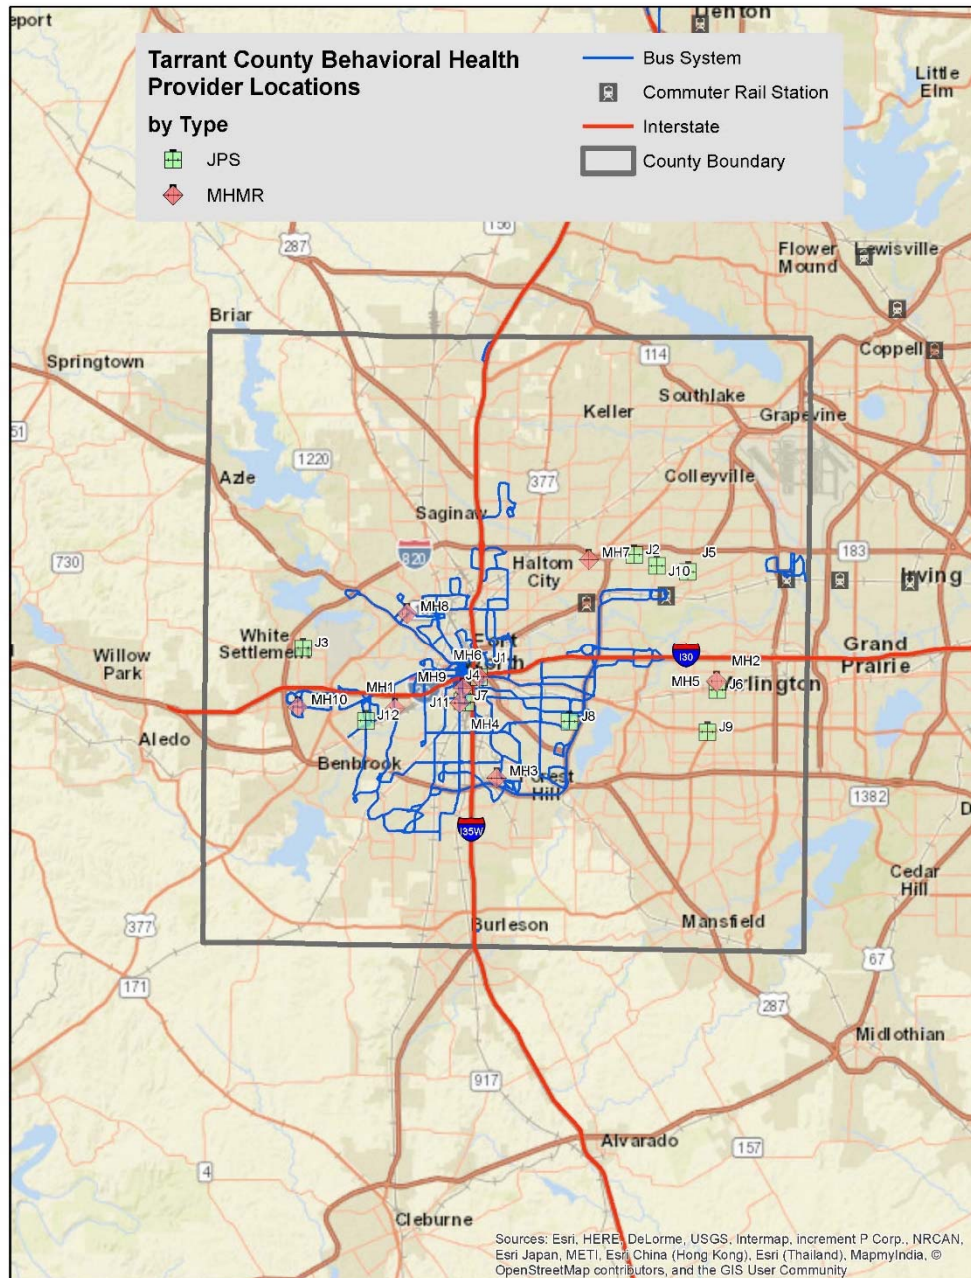 eport
Denton
Tarrant County Behavioral Health
Provider Locations
by Type
JPS
MHMR
Bus System
Commuter Rail Station
Interstate
County Boundary
Little
Elm
156
287
Flower
Mound
Lewisville
Briar
Springtown
114
Coppell
Southlake
Keller
Grapevine
51
1220
377
Azle
Colleyville
Saginaw
820
730
Haltom
City
MH7
J2
J5
J10
183
Irving
MH8
White
Settlement
J3
Fort
Worth
MH6
J1
Willow
Park
I30
MH2
Grand
Prairie
MH9
J4
MH1
MH5
J6
Arlington
MH10
J11
J7
J12
MH4
J8
J9
Aledo
Benbrook
MH3
Forest
Hill
1382
I35W
D
Cedar
Hill
377
Burleson
Mansfield
67
171
287
Midlothian
917
Alvarado
157
4
Cleburne
Sources: Esri, HERE, DeLorme, USGS, Intermap, increment P Corp., NRCAN,
Esri Japan, METI, Esri China (Hong Kong), Esri (Thailand), MapmyIndia, ©
OpenStreetMap contributors, and the GIS User Community